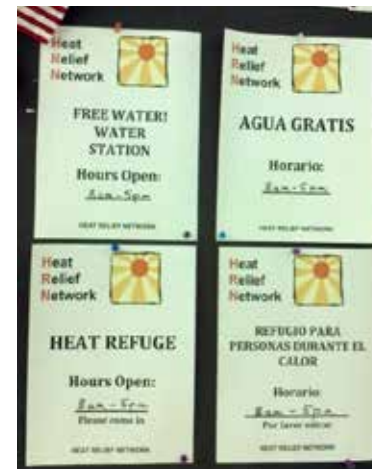 Heat
Relief
Network
FREE WATER!
WATER
STATION
Hours Open:
8am-5pm
HEAT RELIEF NETWORK
Heat
Relief
Network
AGUA GRATIS
Horario:
8am-5pm
HEAT RELIEF NETWORK
Heat
Relief
Network
HEAT REFUGE
Hours Open:
8am-5pm
Please come in
HEAT RELIEF NETWORK
Heat
Relief
Network
REFUGIO PARA
PERSONAS DURANTE EL
CALOR
Horario:
8am-5pm
Por favor entrar
HEAT RELIEF NETWORK